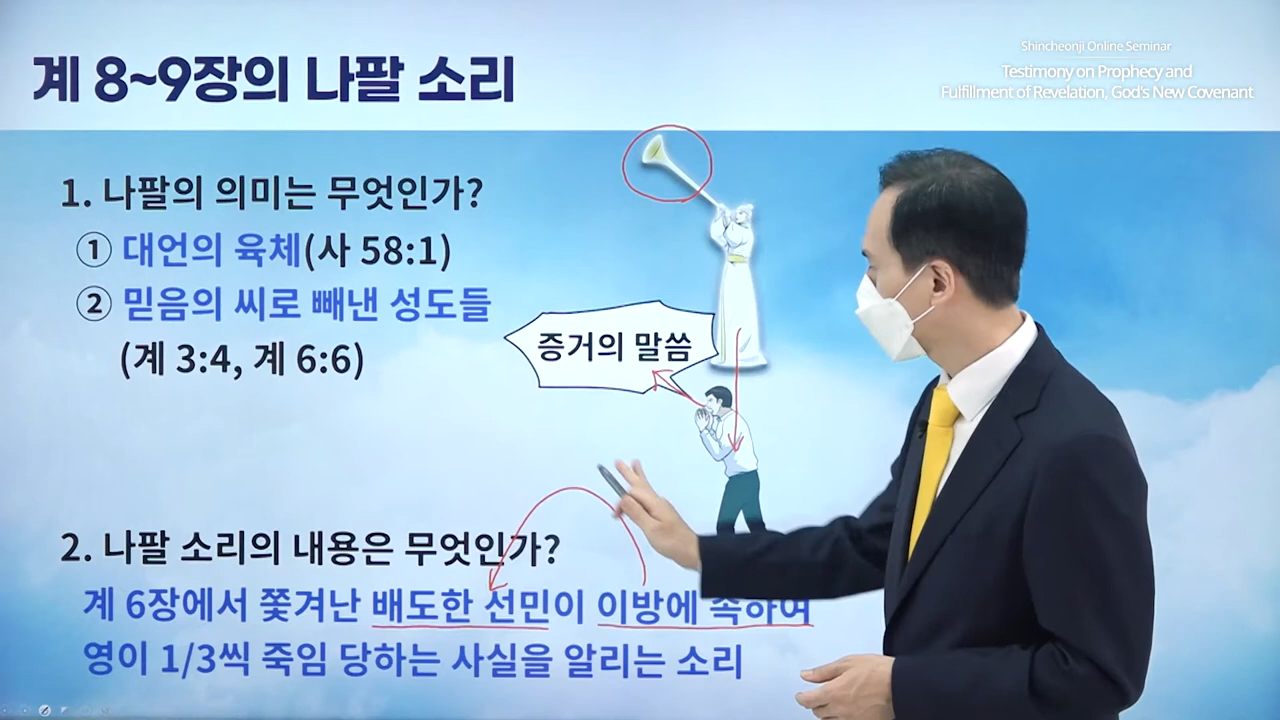 계 8~9장의 나팔 소리
Shincheonji Online Seminar
Testimony on Prophecy and
Fulfillment of Revelation, God's New Covenant
1. 나팔의 의미는 무엇인가?
① 대언의 육체(사 58:1)
② 믿음의 씨로 빼낸 성도들
(계 3:4, 계 6:6)
증거의 말씀
2. 나팔 소리의 내용은 무엇인가?
계 6장에서 쫓겨난 배도한 선민이 이방에 속하여
영이 1/3씩 죽임 당하는 사실을 알리는 소리